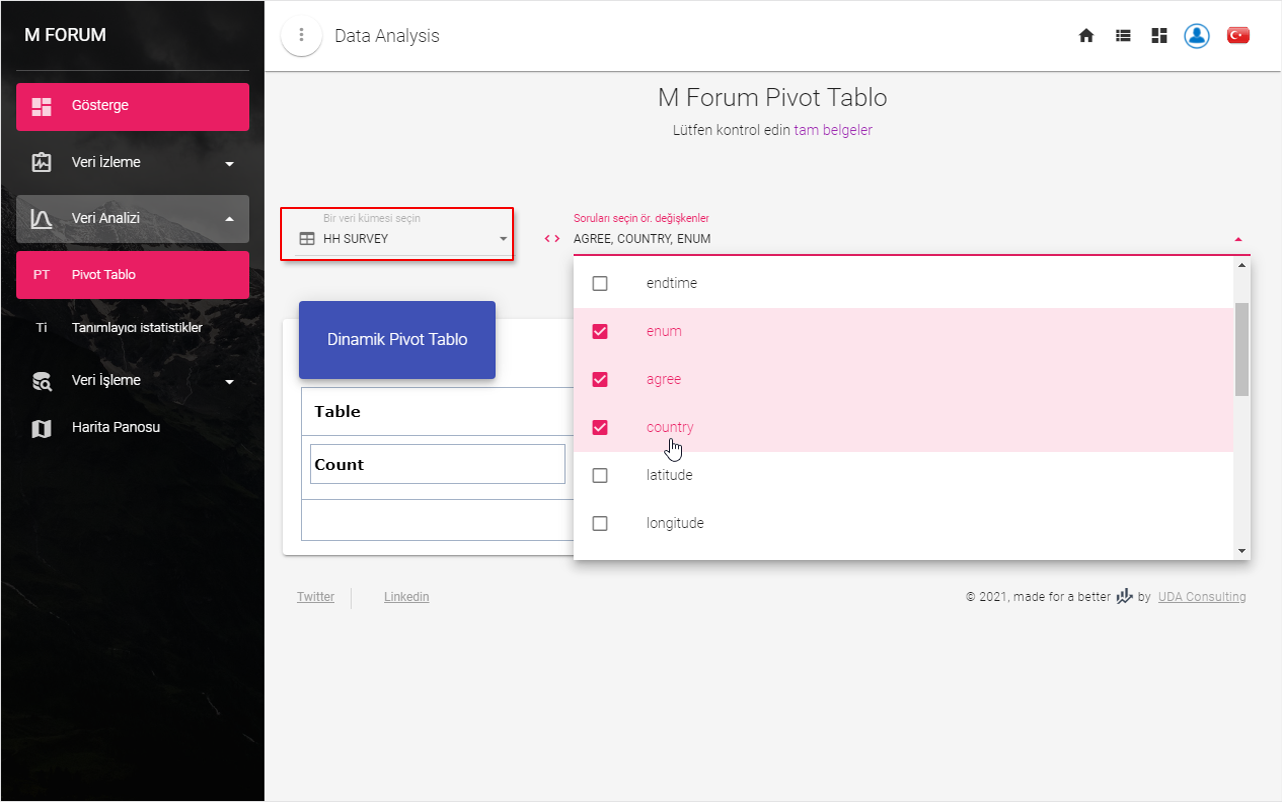 M FORUM
Data Analysis
Gösterge
Veri İzleme
Veri Analizi
PT Pivot Tablo
Ti Tanımlayıcı istatistikler
Veri İşleme
Harita Panosu
M Forum Pivot Tablo
Lütfen kontrol edin tam belgeler
Bir veri kümesi seçin
HH SURVEY
Soruları seçin ör. değişkenler
AGREE, COUNTRY, ENUM
endtime
enum
agree
country
latitude
longitude
Dinamik Pivot Tablo
Table
Count
Twitter
Linkedin
© 2021, made for a better by UDA Consulting